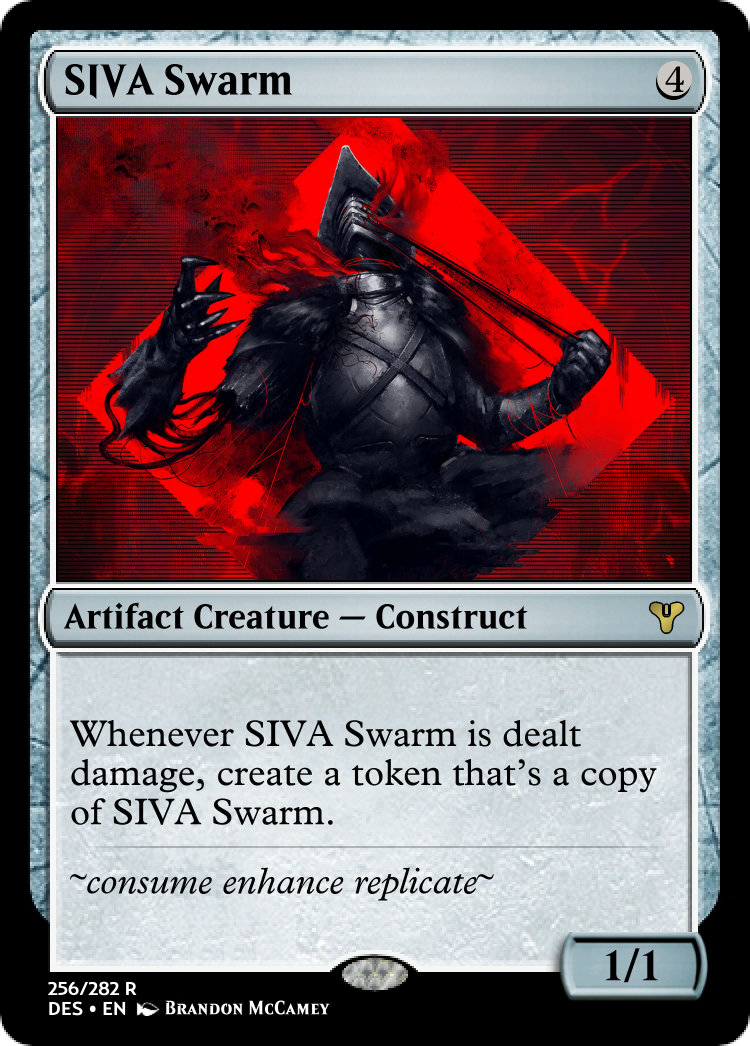 SIVA Swarm
4
Artifact Creature — Construct
Whenever SIVA Swarm is dealt
damage, create a token that’s a copy
of SIVA Swarm.
~consume enhance replicate~
1/1
256/282 R
DES • EN Brandon McCamey